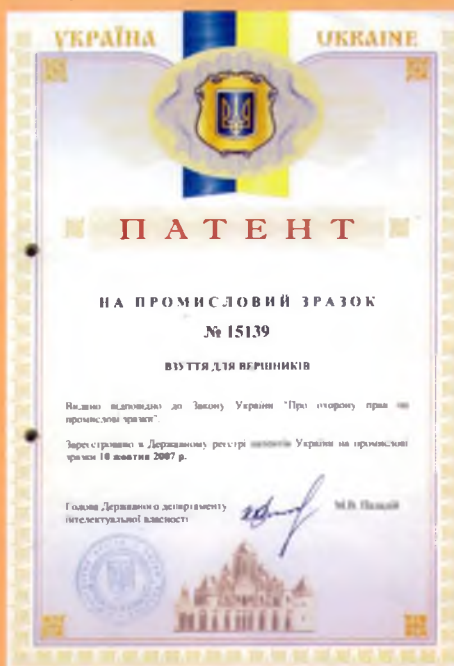 УКРАЇНА
UKRAINE
ПАТЕНТ
НА ПРОМИСЛОВИЙ ЗРАЗОК
№ 15139
ВЗУТТЯ ДЛЯ ВЕРШНИКІВ
Видано відповідно до Закону України "Про охорону прав на
промислові зразки".
Зареєстровано в Державному реєстрі України на промислові
зразки 10 жовтня 2007 р.
Голова Державного департаменту
інтелектуальної власності
М.В.